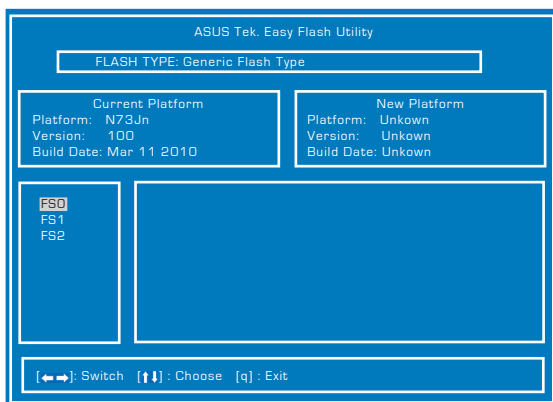 ASUS Tek. Easy Flash Utility
FLASH TYPE: Generic Flash Type
Current Platform
Platform: N73Jn
Version: 100
Build Date: Mar 11 2010
New Platform
Platform: Unkown
Version: Unkown
Build Date: Unkown
FS0
FS1
FS2
[←→]: Switch [↑↓] : Choose [q] : Exit